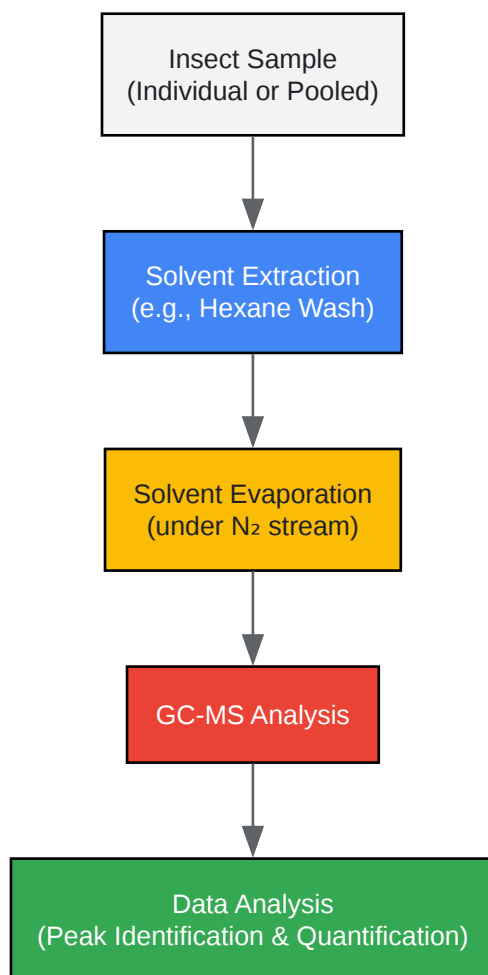 Insect Sample
(Individual or Pooled)
Solvent Extraction
(e.g., Hexane Wash)
Solvent Evaporation
(under N₂ stream)
GC-MS Analysis
Data Analysis
(Peak Identification & Quantification)